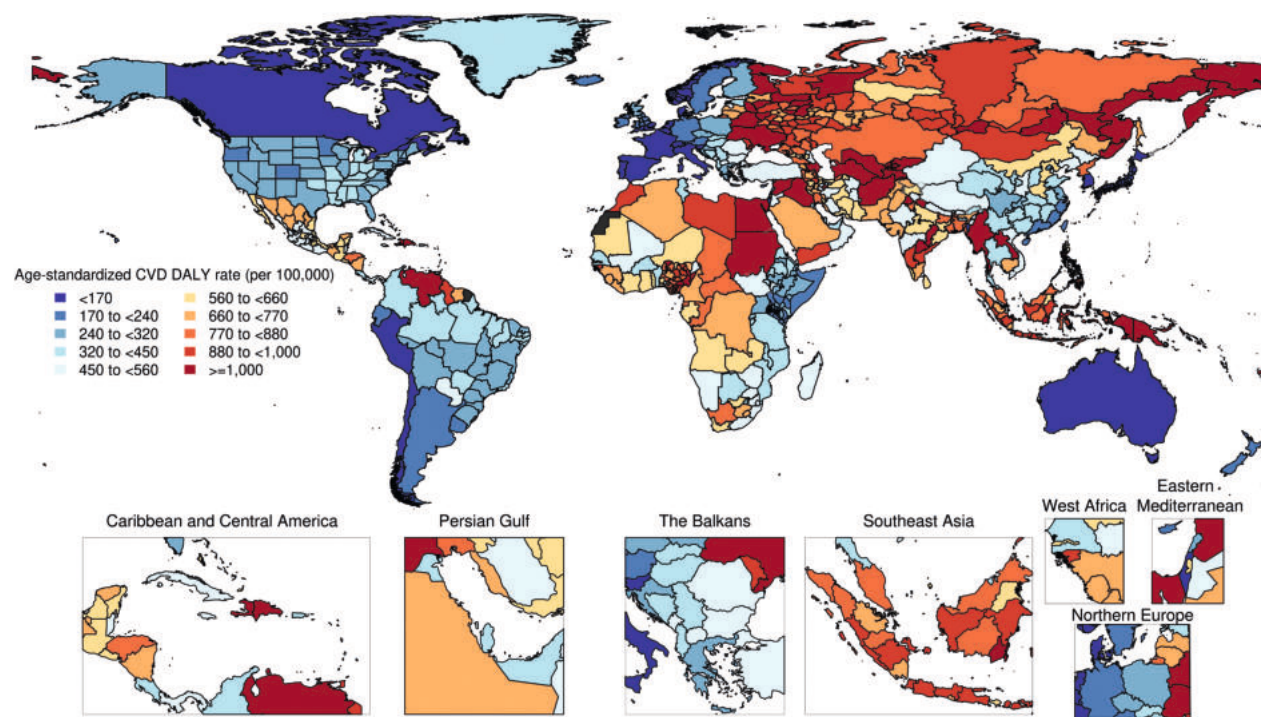 Age-standardized CVD DALY rate (per 100,000)
<170
170 to <240
240 to <320
320 to <450
450 to <560
560 to <660
660 to <770
770 to <880
880 to <1,000
>=1,000
Caribbean and Central America
Persian Gulf
The Balkans
Southeast Asia
West Africa
Eastern
Mediterranean
Northern Europe